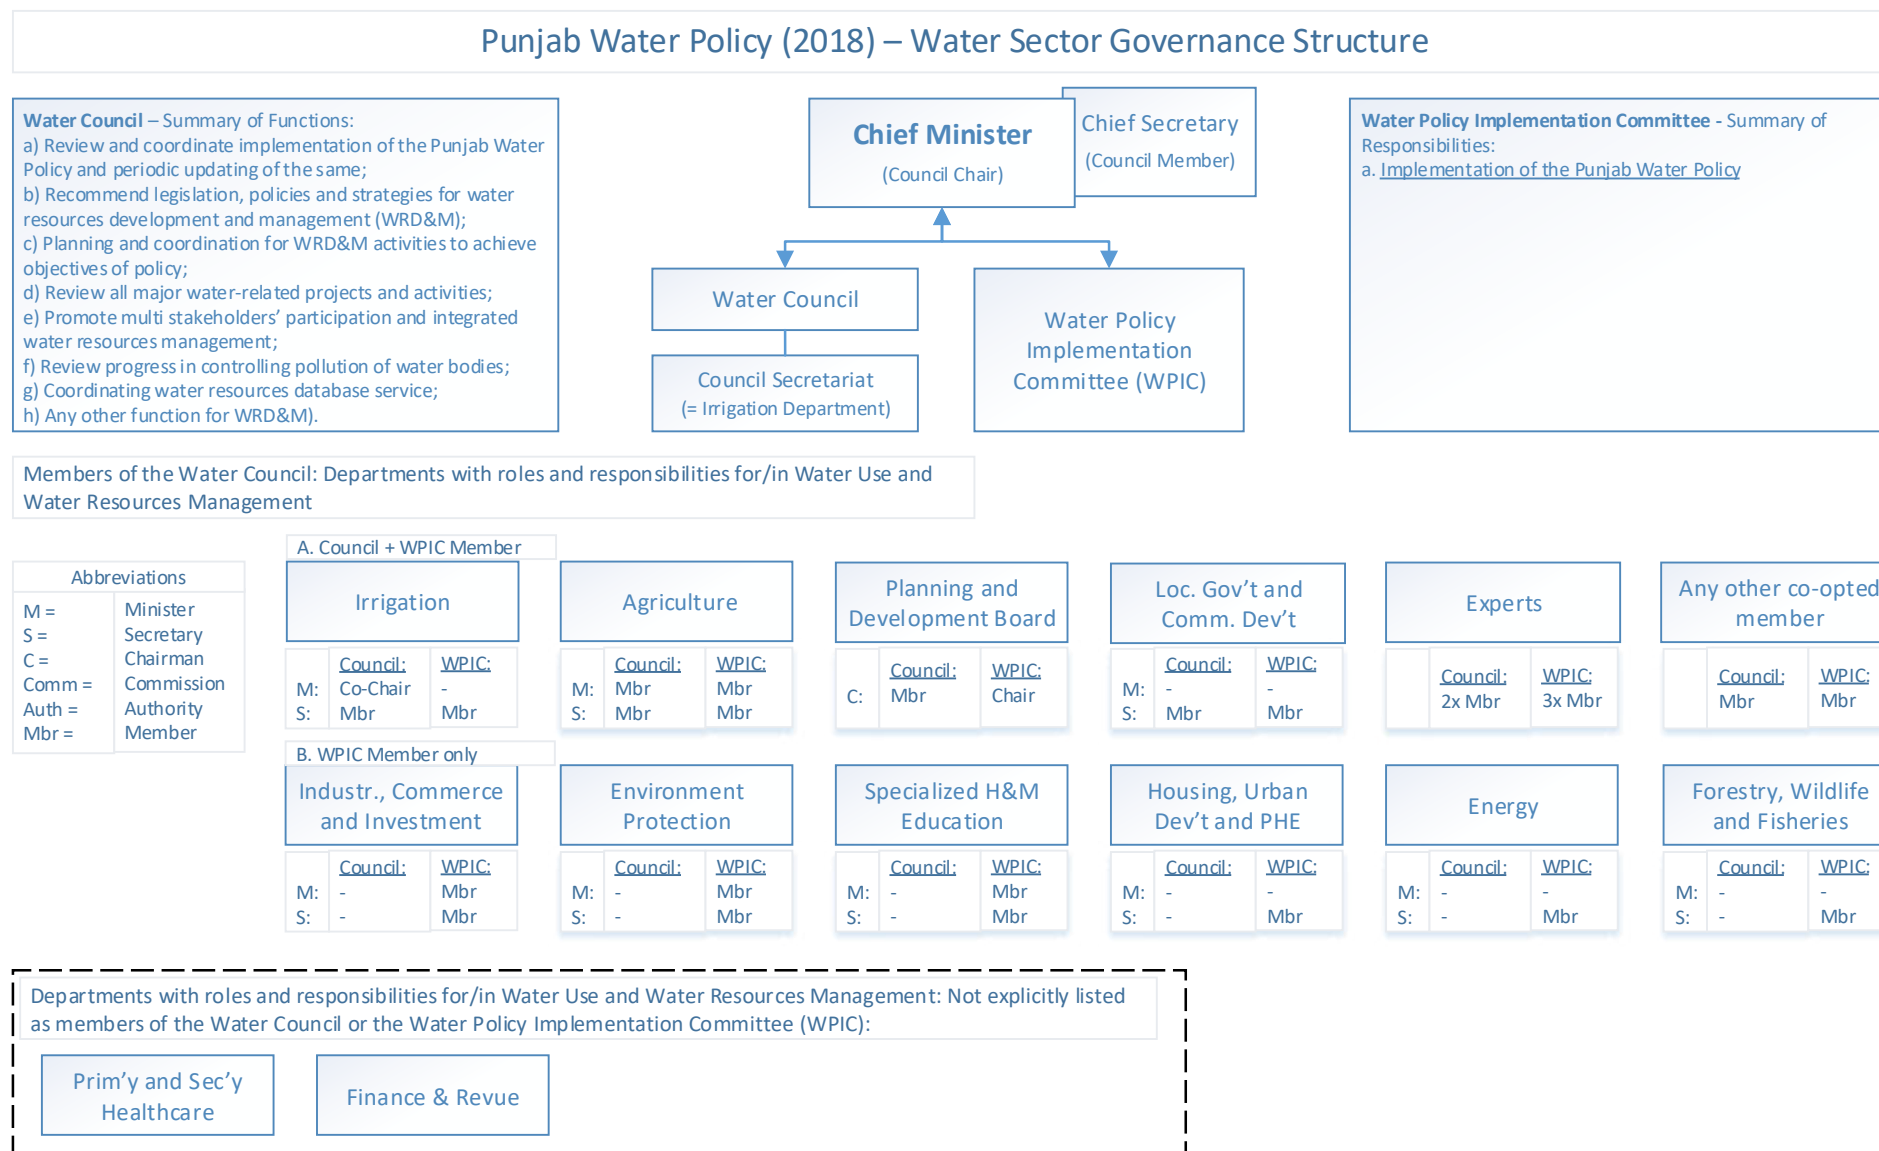 Punjab Water Policy (2018) – Water Sector Governance Structure
Water Council – Summary of Functions:
a) Review and coordinate implementation of the Punjab Water
Policy and periodic updating of the same;
b) Recommend legislation, policies and strategies for water
resources development and management (WRD&M);
c) Planning and coordination for WRD&M activities to achieve
objectives of policy;
d) Review all major water-related projects and activities;
e) Promote multi stakeholders’ participation and integrated
water resources management;
f) Review progress in controlling pollution of water bodies;
g) Coordinating water resources database service;
h) Any other function for WRD&M).
Chief Minister
(Council Chair)
Chief Secretary
(Council Member)
Water Council
Council Secretariat
(= Irrigation Department)
Water Policy
Implementation
Committee (WPIC)
Water Policy Implementation Committee - Summary of
Responsibilities:
a. Implementation of the Punjab Water Policy
Members of the Water Council: Departments with roles and responsibilities for/in Water Use and
Water Resources Management
Abbreviations
M = Minister
S = Secretary
C = Chairman
Comm = Commission
Auth = Authority
Mbr = Member
A. Council + WPIC Member
Irrigation
Council: WPIC:
M: Co-Chair -
S: Mbr Mbr
Agriculture
Council: WPIC:
M: Mbr Mbr
S: Mbr Mbr
Planning and
Development Board
Council: WPIC:
C: Mbr Chair
Loc. Gov’t and
Comm. Dev’t
Council: WPIC:
M: - -
S: Mbr Mbr
Experts
Council: WPIC:
2x Mbr 3x Mbr
Any other co-opted
member
Council: WPIC:
Mbr Mbr
B. WPIC Member only
Industr., Commerce
and Investment
Council: WPIC:
M: - Mbr
S: - Mbr
Environment
Protection
Council: WPIC:
M: - Mbr
S: - Mbr
Specialized H&M
Education
Council: WPIC:
M: - Mbr
S: - Mbr
Housing, Urban
Dev’t and PHE
Council: WPIC:
M: - -
S: - Mbr
Energy
Council: WPIC:
M: - -
S: - Mbr
Forestry, Wildlife
and Fisheries
Council: WPIC:
M: - -
S: - Mbr
Departments with roles and responsibilities for/in Water Use and Water Resources Management: Not explicitly listed
as members of the Water Council or the Water Policy Implementation Committee (WPIC):
Prim’y and Sec’y
Healthcare
Finance & Revue